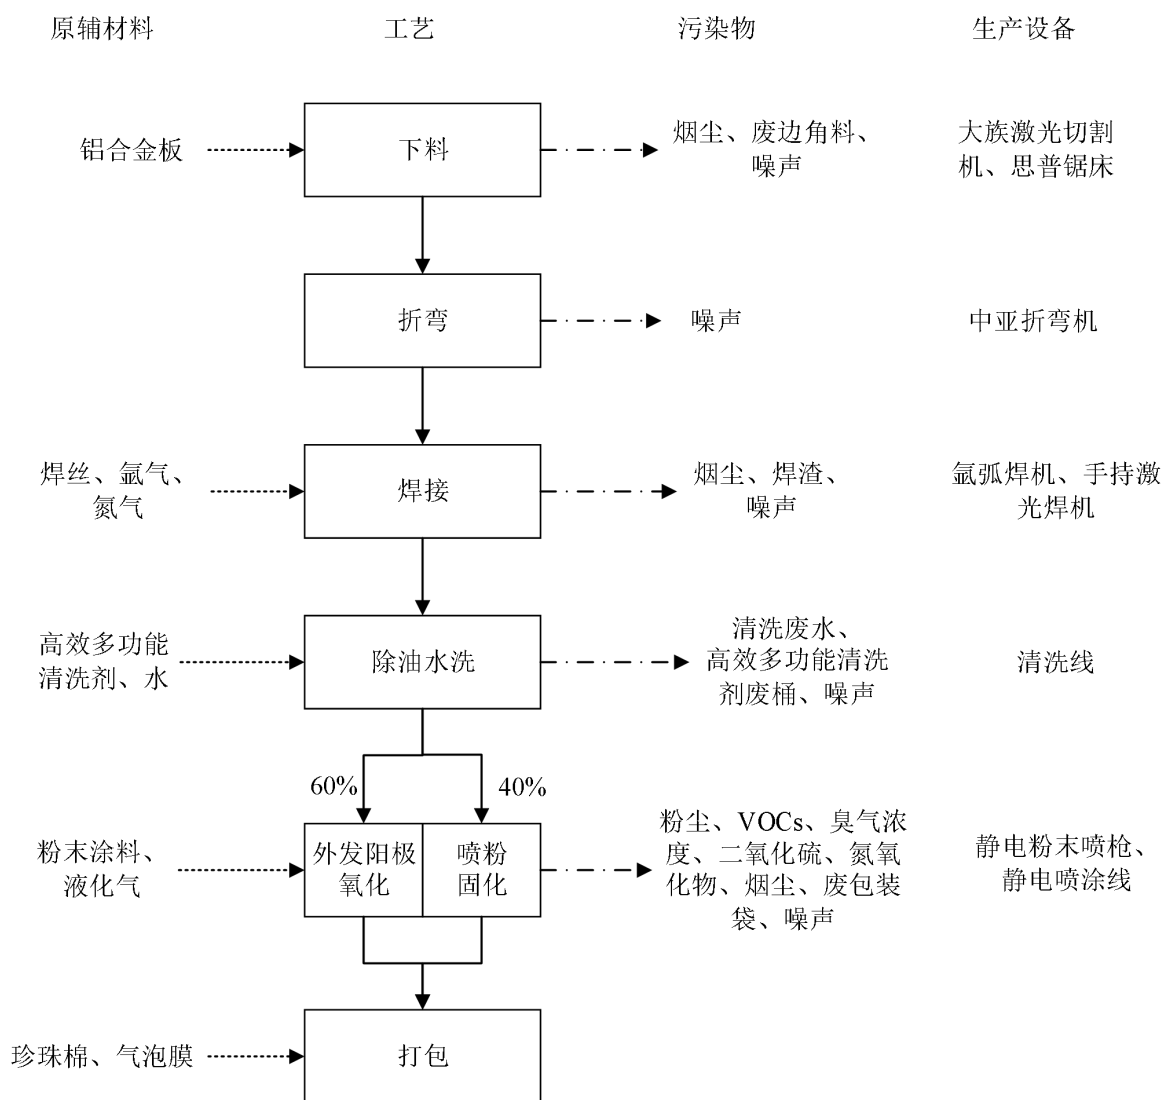 原辅材料
工艺
污染物
生产设备
铝合金板
下料
烟尘、废边角料、
噪声
大族激光切割
机、思普锯床
折弯
噪声
中亚折弯机
焊丝、氩气、
氮气
焊接
烟尘、焊渣、
噪声
氩弧焊机、手持激
光焊机
高效多功能
清洗剂、水
除油水洗
清洗废水、
高效多功能清洗
剂废桶、噪声
清洗线
60%
40%
粉末涂料、
液化气
外发阳极
氧化
喷粉
固化
粉尘、VOCs、臭气浓
度、二氧化硫、氮氧
化物、烟尘、废包装
袋、噪声
静电粉末喷枪、
静电喷涂线
珍珠棉、气泡膜
打包